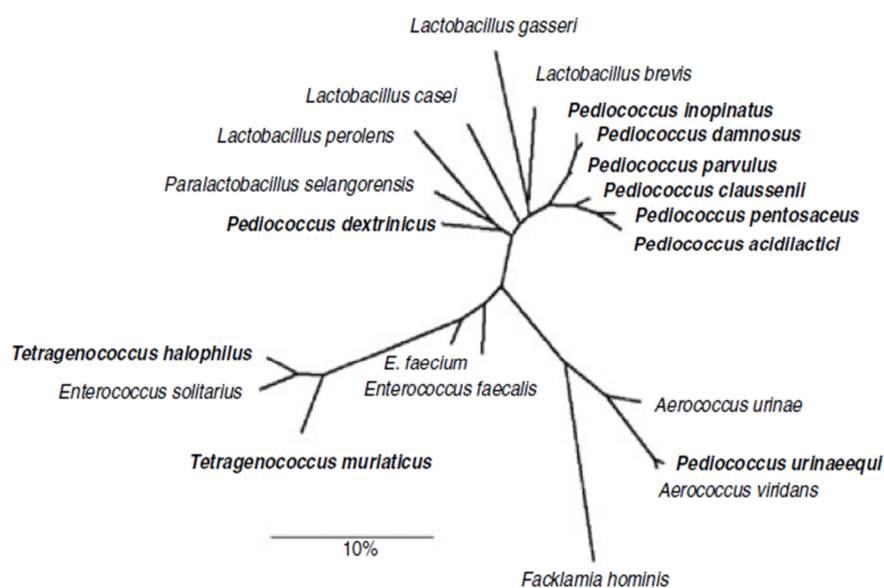 Lactobacillus gasseri
Lactobacillus brevis
Lactobacillus casei
Pediococcus inopinatus
Lactobacillus perolens
Pediococcus damnosus
Pediococcus parvulus
Paralactobacillus selangorensis
Pediococcus claussenii
Pediococcus dextrinicus
Pediococcus pentosaceus
Pediococcus acidilactici
Tetragenococcus halophilus
E. faecium
Enterococcus solitarius
Enterococcus faecalis
Aerococcus urinae
Tetragenococcus muriaticus
Pediococcus urinaeequi
Aerococcus viridans
10%
Facklamia hominis